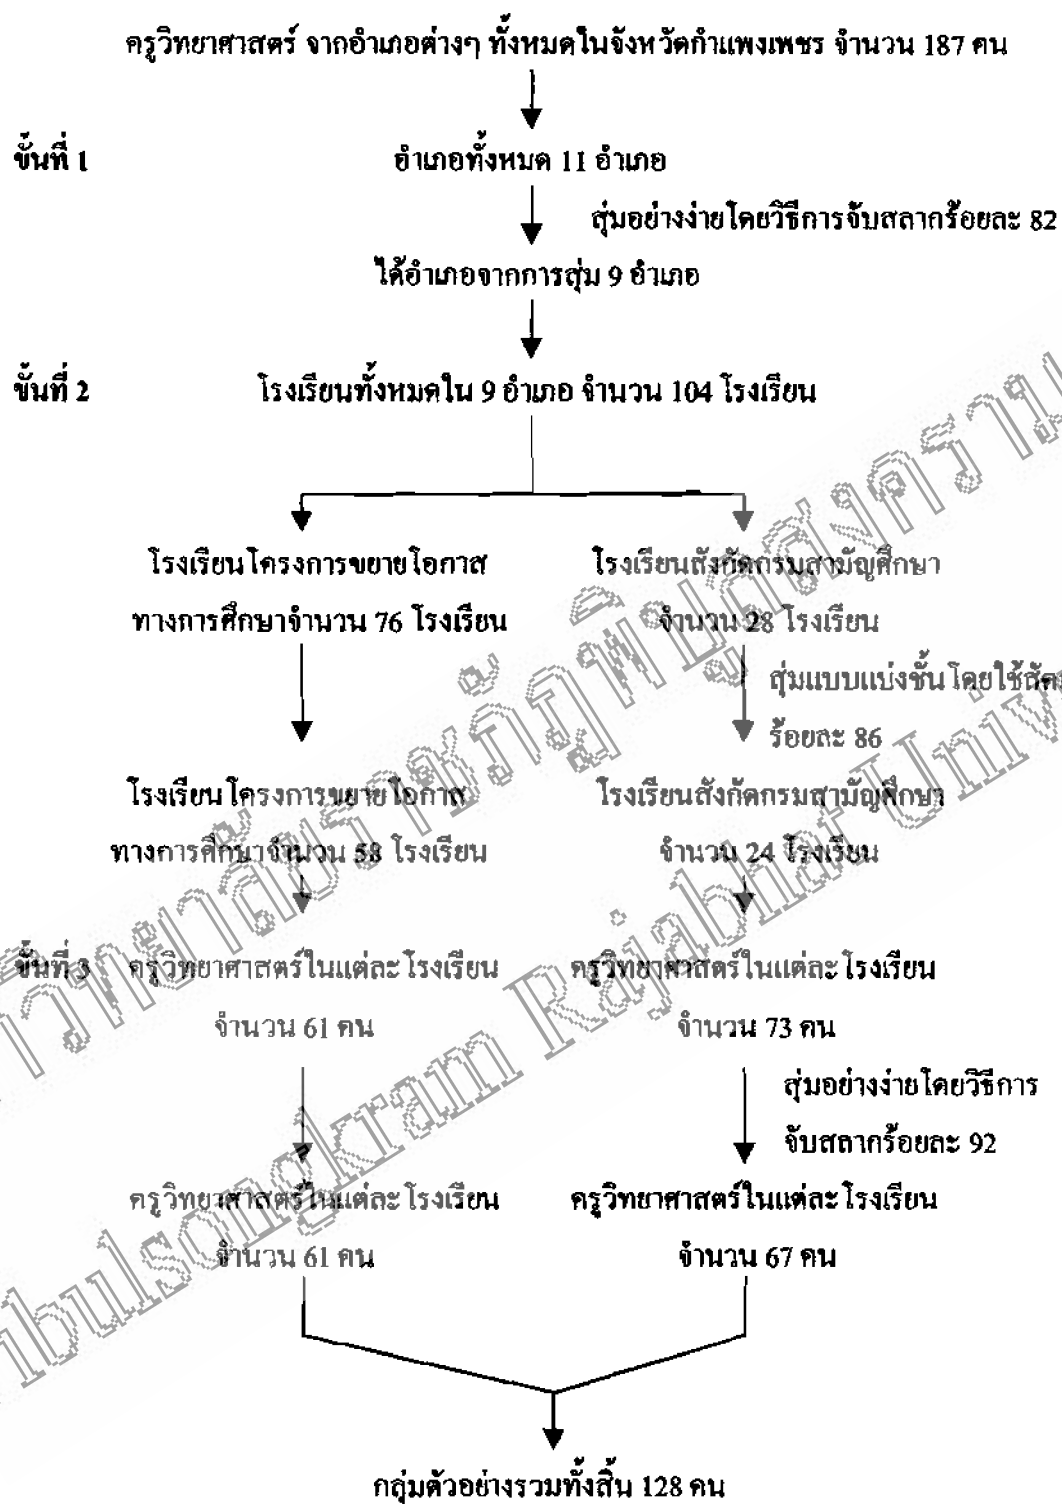 ครูวิทยาศาสตร์ จากอำเภอต่างๆ ทั้งหมดในจังหวัดกำแพงเพชร จำนวน 187 คน
ขั้นที่ 1 อำเภอทั้งหมด 11 อำเภอ
สุ่มอย่างง่ายโดยวิธีการจับสลากร้อยละ 82
ได้อำเภอจากการสุ่ม 9 อำเภอ
ขั้นที่ 2 โรงเรียนทั้งหมดใน 9 อำเภอ จำนวน 104 โรงเรียน
โรงเรียนโครงการขยายโอกาส โรงเรียนสังกัดกรมสามัญศึกษา
ทางการศึกษาจำนวน 76 โรงเรียน จำนวน 28 โรงเรียน
สุ่มแบบแบ่งชั้นโดยใช้
ร้อยละ 86
โรงเรียนโครงการขยายโอกาส โรงเรียนสังกัดกรมสามัญศึกษา
ทางการศึกษาจำนวน 58 โรงเรียน จำนวน 24 โรงเรียน
ขั้นที่ 3 ครูวิทยาศาสตร์ในแต่ละโรงเรียน ครูวิทยาศาสตร์ในแต่ละโรงเรียน
จำนวน 61 คน จำนวน 73 คน
สุ่มอย่างง่ายโดยวิธีการ
จับสลากร้อยละ 92
ครูวิทยาศาสตร์ในแต่ละโรงเรียน ครูวิทยาศาสตร์ในแต่ละโรงเรียน
จำนวน 61 คน จำนวน 67 คน
กลุ่มตัวอย่างรวมทั้งสิ้น 128 คน
วิทยาลัยราชภัฏพิบูลสงคราม
ibulsongkram Rajabhat Univ